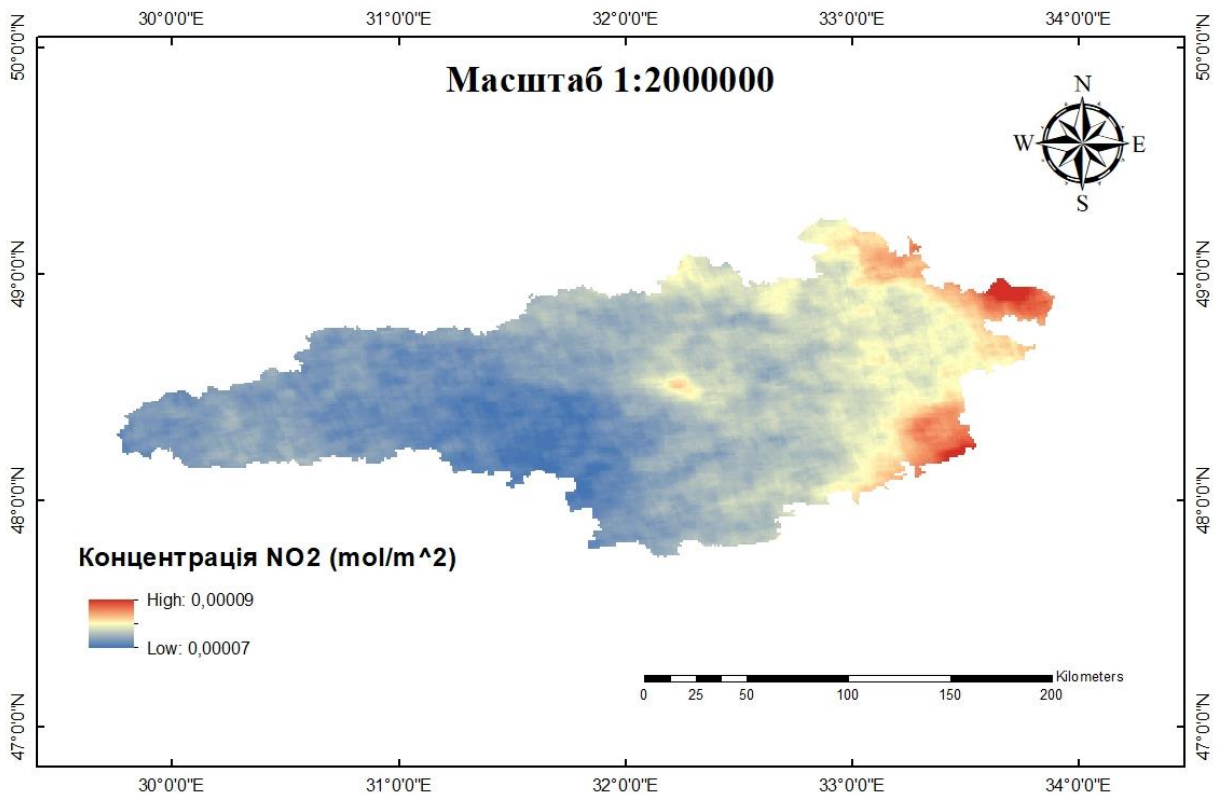 30°0'0"E 31°0'0"E 32°0'0"E 33°0'0"E 34°0'0"E
50°0'0"N 50°0'0"N
Масштаб 1:2000000
N
W E
S
49°0'0"N 49°0'0"N
48°0'0"N 48°0'0"N
Концентрація NO2 (mol/m^2)
High: 0,00009
Low: 0,00007
Kilometers
0 25 50 100 150 200
47°0'0"N 47°0'0"N
30°0'0"E 31°0'0"E 32°0'0"E 33°0'0"E 34°0'0"E